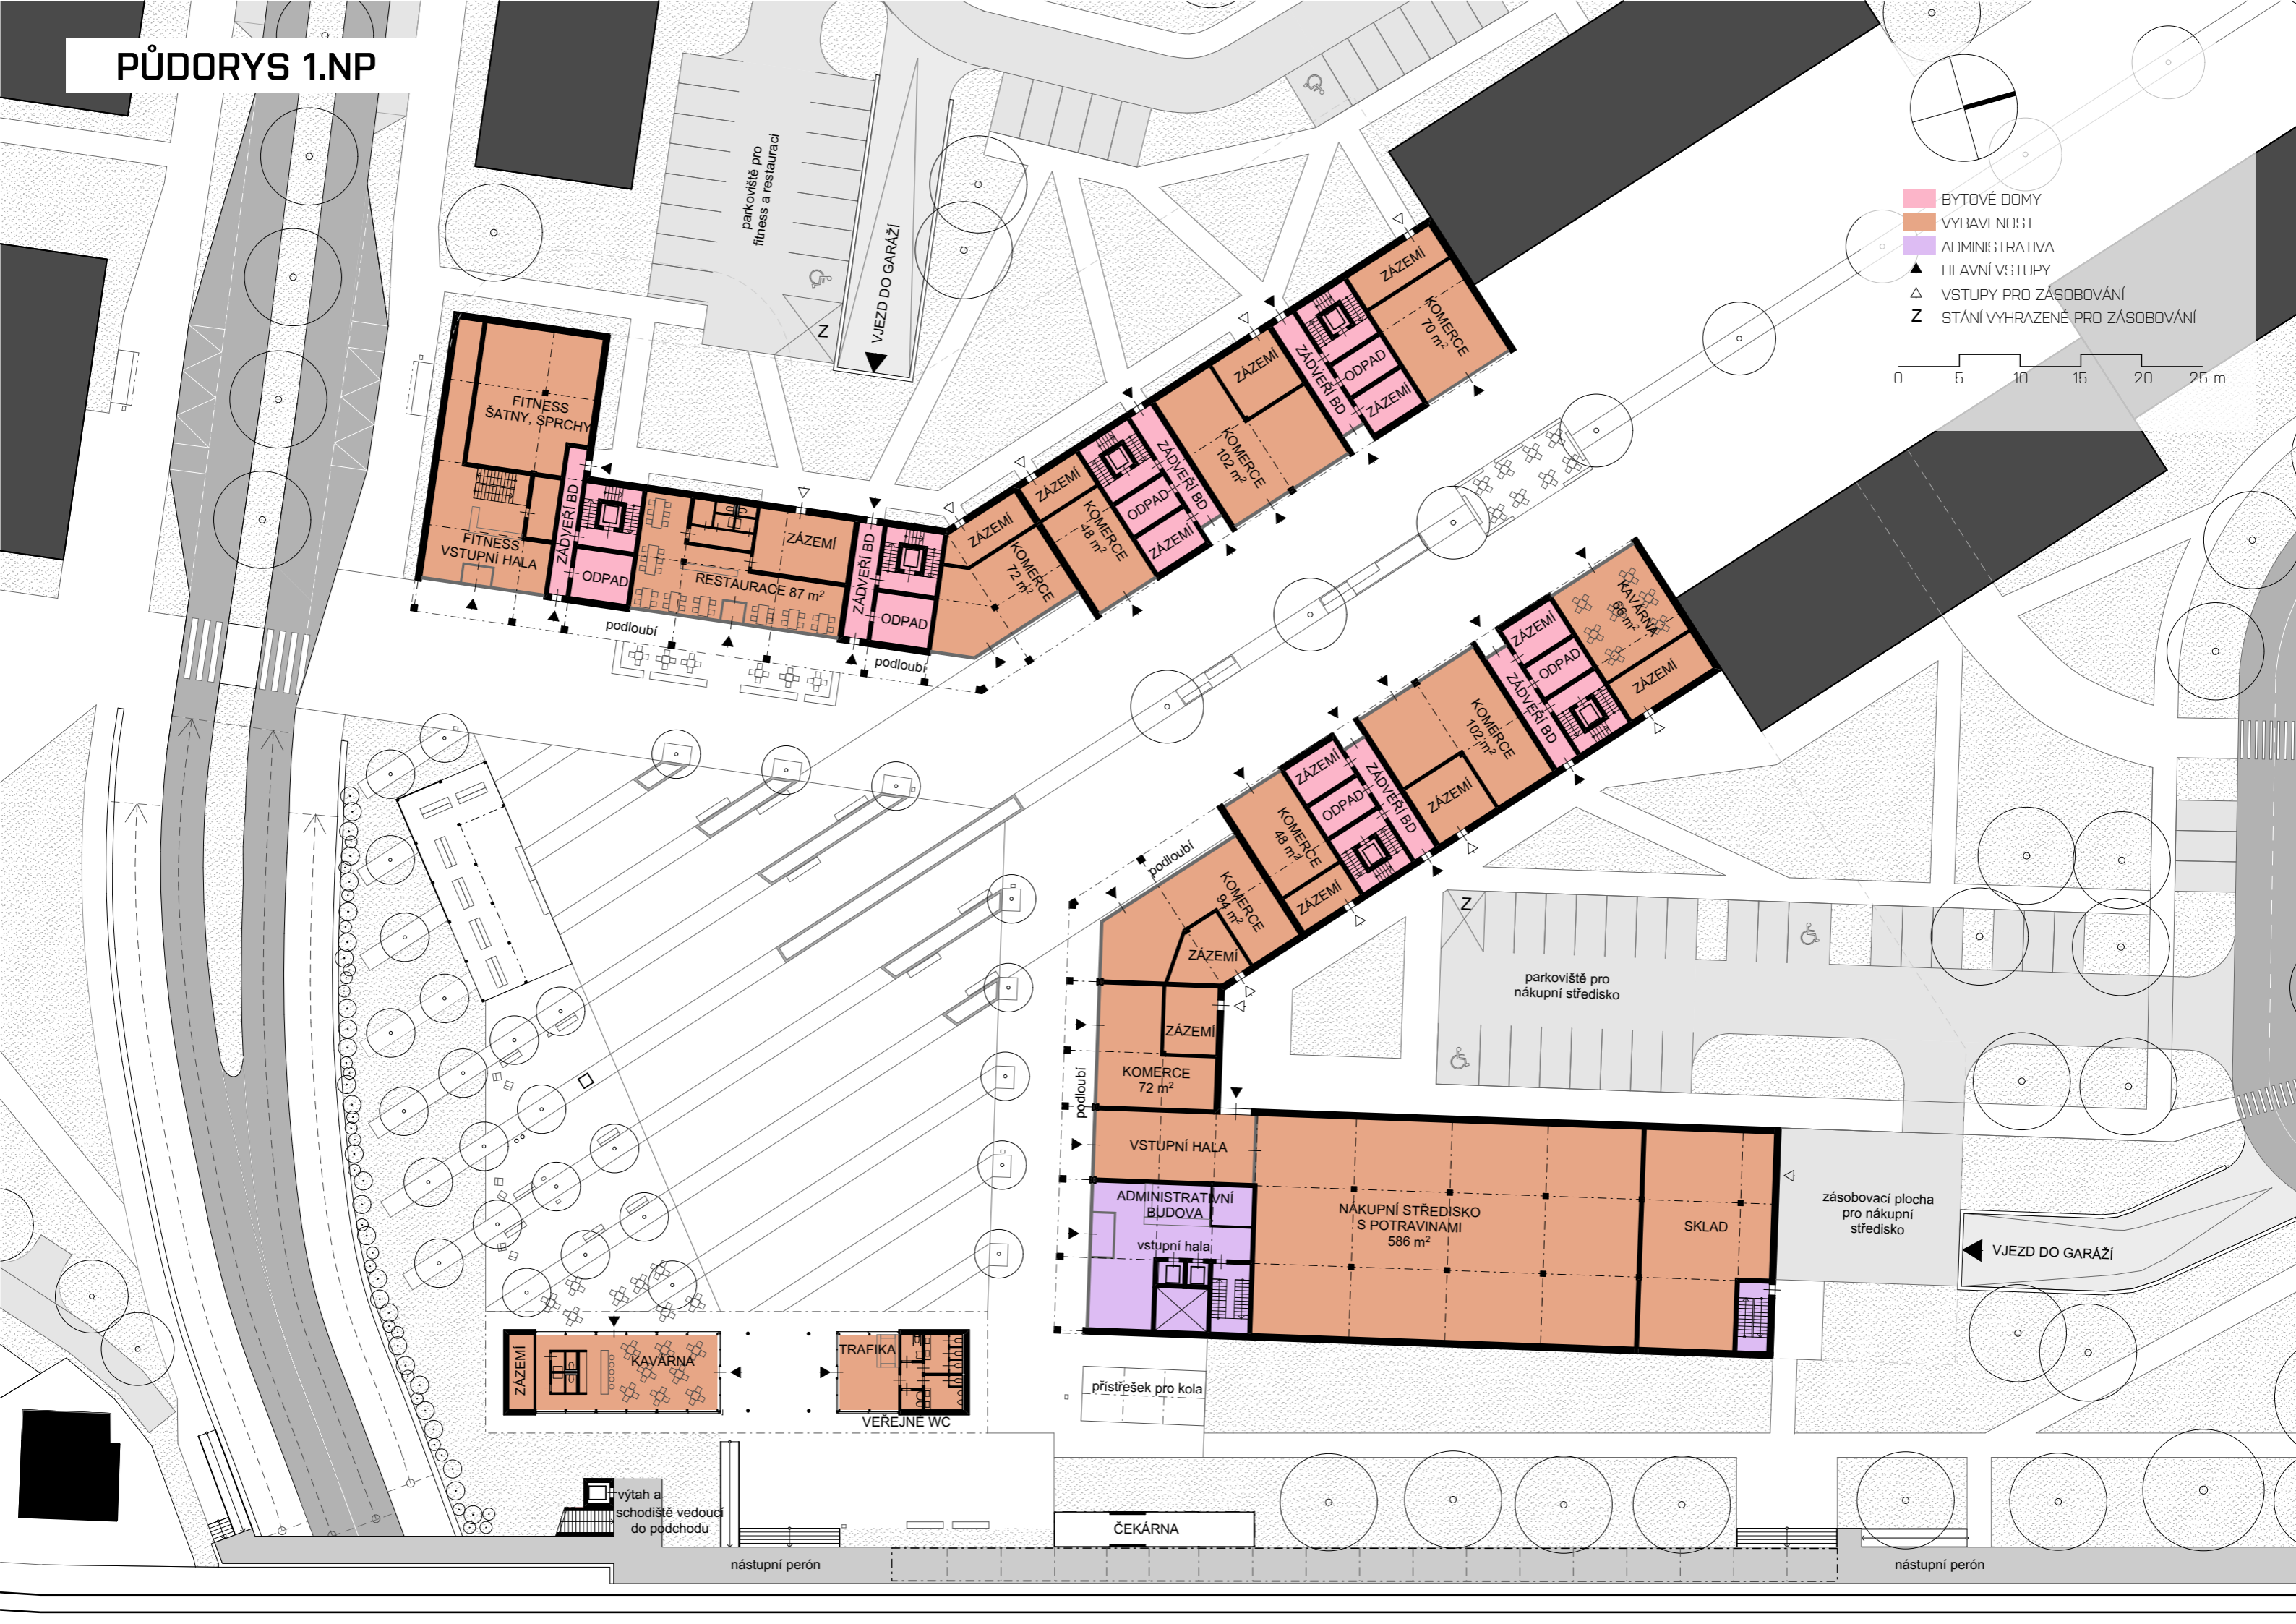 PŮDORYS 1.NP
BYTOVÉ DOMY
VYBAVENOST
ADMINISTRATIVA
HLAVNÍ VSTUPY
VSTUPY PRO ZÁSOBOVÁNÍ
Z STÁNÍ VYHRAZENÉ PRO ZÁSOBOVÁNÍ
0 5 10 15 20 25 m
parkoviště pro
fitness a restauraci
Z
VJEZD DO GARÁŽÍ
ZÁZEMÍ
KOMERCE
70 m²
ZÁDVEŘÍ BD
ODPAD
ZÁZEMÍ
ZÁZEMÍ
KOMERCE
102 m²
ZÁDVEŘÍ BD
ODPAD
ZÁZEMÍ
ZÁZEMÍ
KOMERCE
48 m²
ZÁZEMÍ
KOMERCE
72 m²
FITNESS
ŠATNY, SPRCHY
FITNESS
VSTUPNÍ HALA
ZÁDVEŘÍ BD
ODPAD
ZÁZEMÍ
RESTAURACE 87 m²
ZÁDVEŘÍ BD
ODPAD
podloubí
podloubí
KAVÁRNA
66 m²
ZÁZEMÍ
ZÁZEMÍ
ODPAD
ZÁDVEŘÍ BD
KOMERCE
102 m²
ZÁZEMÍ
ZÁZEMÍ
ODPAD
ZÁDVEŘÍ BD
KOMERCE
48 m²
ZÁZEMÍ
podloubí
KOMERCE
94 m²
ZÁZEMÍ
Z
parkoviště pro
nákupní středisko
ZÁZEMÍ
KOMERCE
72 m²
podloubí
VSTUPNÍ HALA
ADMINISTRATIVNÍ
BUDOVA
vstupní hala
NÁKUPNÍ STŘEDISKO
S POTRAVINAMI
586 m²
SKLAD
zásobovací plocha
pro nákupní
středisko
VJEZD DO GARÁŽÍ
ZÁZEMÍ
KAVÁRNA
TRAFIKA
VEŘEJNÉ WC
přístřešek pro kola
výtah a
schodiště vedoucí
do podchodu
ČEKÁRNA
nástupní perón
nástupní perón